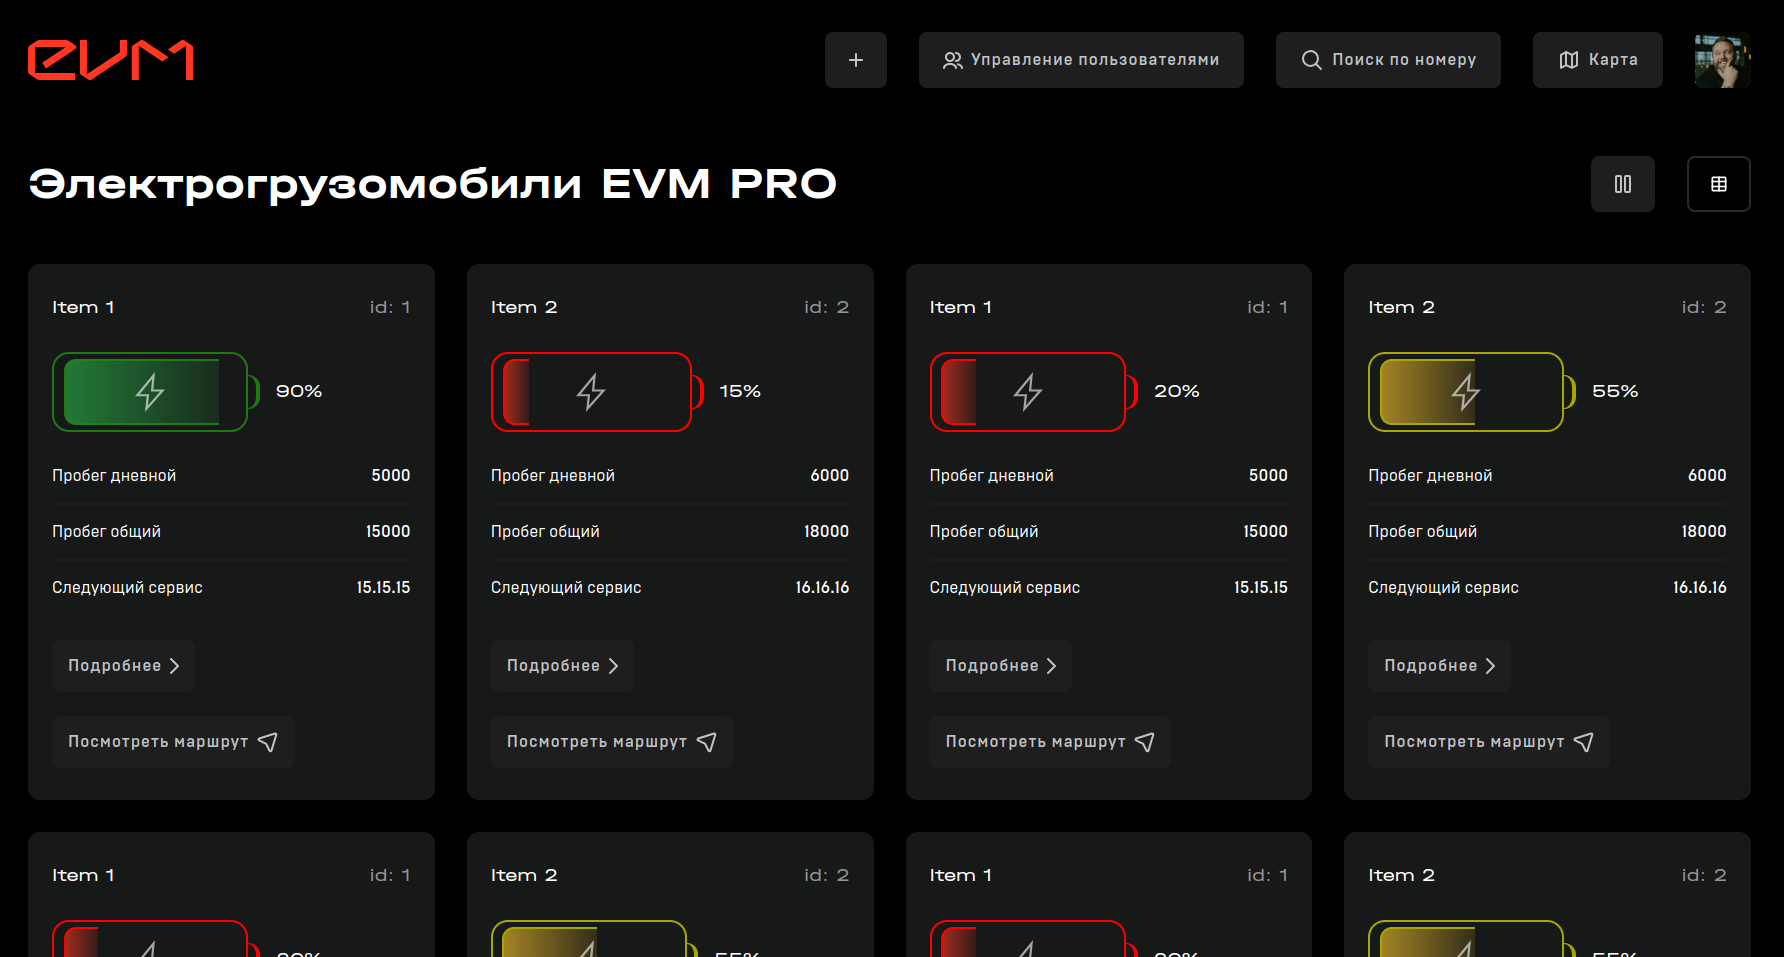 evm
Управление пользователями
Поиск по номеру
Карта
Электрогрузомобили EVM PRO
Item 1 id: 1
90%
Пробег дневной 5000
Пробег общий 15000
Следующий сервис 15.15.15
Подробнее
Посмотреть маршрут
Item 2 id: 2
15%
Пробег дневной 6000
Пробег общий 18000
Следующий сервис 16.16.16
Подробнее
Посмотреть маршрут
Item 1 id: 1
20%
Пробег дневной 5000
Пробег общий 15000
Следующий сервис 15.15.15
Подробнее
Посмотреть маршрут
Item 2 id: 2
55%
Пробег дневной 6000
Пробег общий 18000
Следующий сервис 16.16.16
Подробнее
Посмотреть маршрут
Item 1 id: 1
Item 2 id: 2
55%
Item 1 id: 1
Item 2 id: 2
55%